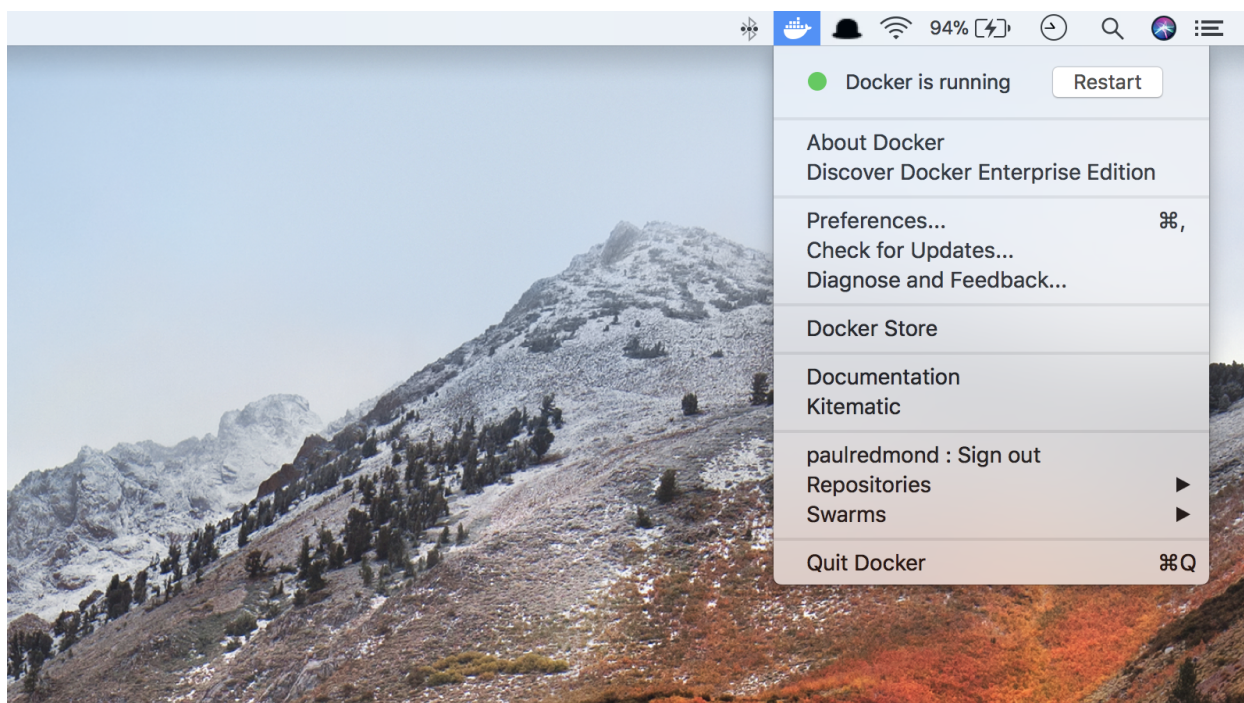 94%
Docker is running Restart
About Docker
Discover Docker Enterprise Edition
Preferences... ⌘,
Check for Updates...
Diagnose and Feedback...
Docker Store
Documentation
Kitematic
paulredmond : Sign out
Repositories
Swarms
Quit Docker ⌘Q